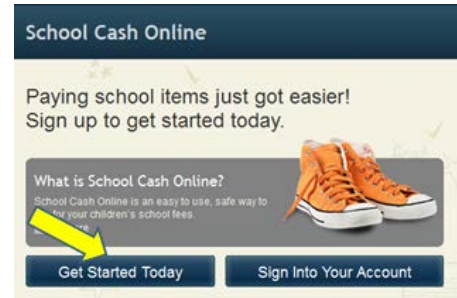 School Cash Online
Paying school items just got easier!
Sign up to get started today.
What is School Cash Online?
School Cash Online is an easy to use, safe way to
for your children's school fees.
Get Started Today
Sign Into Your Account